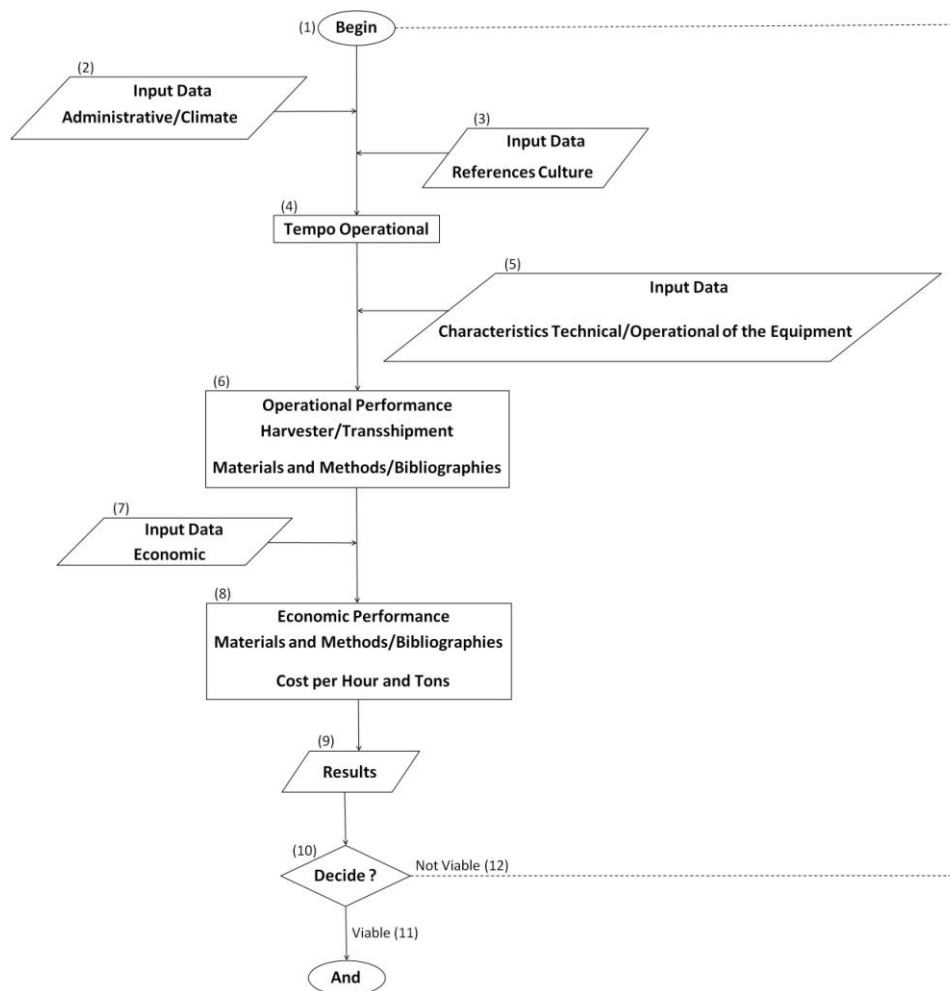 (1)
Begin
(2)
Input Data
Administrative/Climate
(3)
Input Data
References Culture
(4)
Tempo Operational
(5)
Input Data
Characteristics Technical/Operational of the Equipment
(6)
Operational Performance
Harvester/Transshipment
Materials and Methods/Bibliographies
(7)
Input Data
Economic
(8)
Economic Performance
Materials and Methods/Bibliographies
Cost per Hour and Tons
(9)
Results
(10)
Decide ?
Not Viable (12)
Viable (11)
And